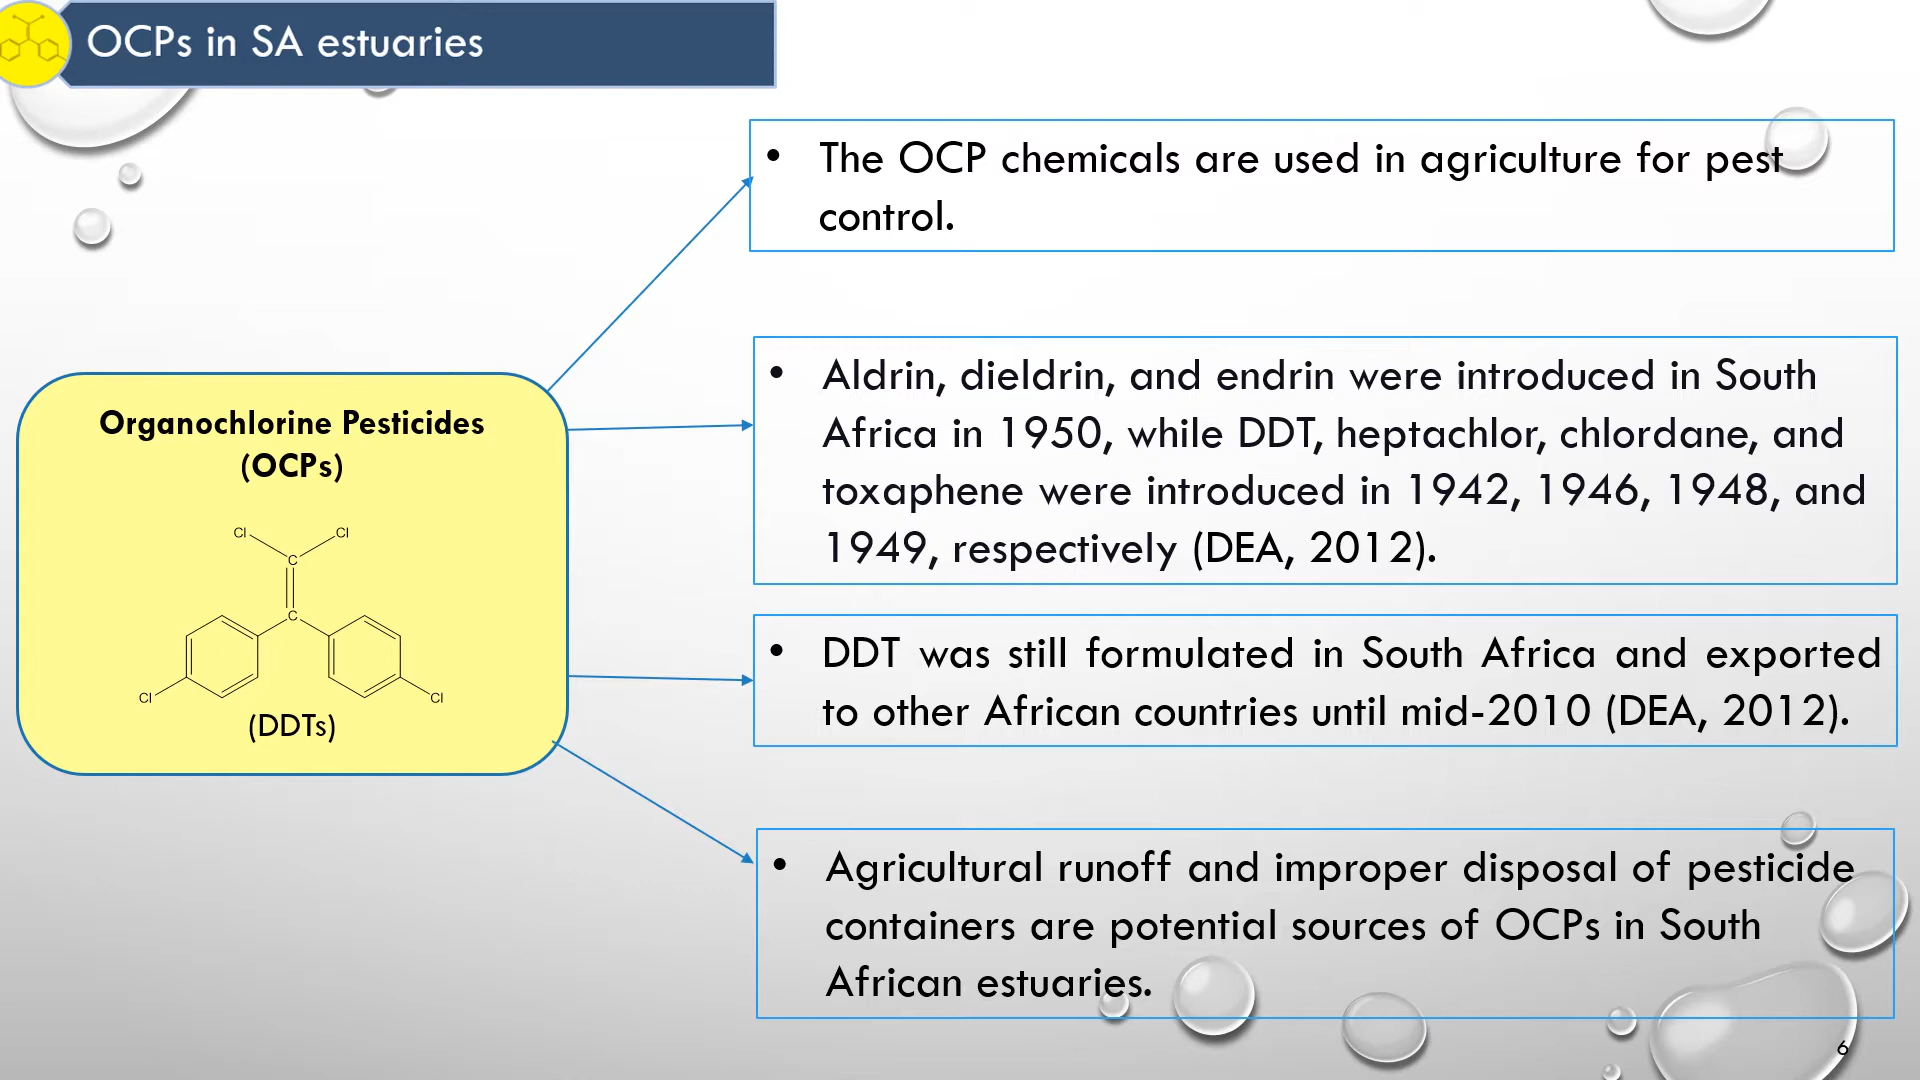 OCPs in SA estuaries
• The OCP chemicals are used in agriculture for pest
control.
Organochlorine Pesticides
(OCPs)
Cl Cl
C
C
Cl Cl
(DDTs)
• Aldrin, dieldrin, and endrin were introduced in South
Africa in 1950, while DDT, heptachlor, chlordane, and
toxaphene were introduced in 1942, 1946, 1948, and
1949, respectively (DEA, 2012).
• DDT was still formulated in South Africa and exported
to other African countries until mid-2010 (DEA, 2012).
• Agricultural runoff and improper disposal of pesticide
containers are potential sources of OCPs in South
African estuaries.
6